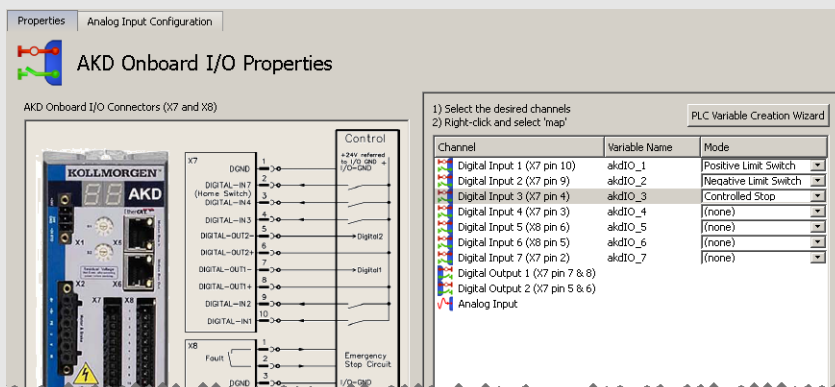 Properties
Analog Input Configuration
AKD Onboard I/O Properties
AKD Onboard I/O Connectors (X7 and X8)
KOLLMORGEN
AKD
X1
X5
X2
X6
X7
X8
Control
+24V referred
to I/O GND +
I/O-GND
X7
DGND 1
DIGITAL-IN7 2
(Home Switch)
DIGITAL-IN4 3
DIGITAL-IN3 4
DIGITAL-OUT2- 5 Digital2
DIGITAL-OUT2+ 6
DIGITAL-OUT1- 7 Digital1
DIGITAL-OUT1+ 8
DIGITAL-IN2 9
DIGITAL-IN1 10
X8
1
Fault 2
Emergency
Stop Circuit
DGND 3 I/O-GND
1) Select the desired channels
2) Right-click and select 'map'
PLC Variable Creation Wizard
Channel Variable Name Mode
Digital Input 1 (X7 pin 10) akdIO_1 Positive Limit Switch
Digital Input 2 (X7 pin 9) akdIO_2 Negative Limit Switch
Digital Input 3 (X7 pin 4) akdIO_3 Controlled Stop
Digital Input 4 (X7 pin 3) akdIO_4 (none)
Digital Input 5 (X8 pin 6) akdIO_5 (none)
Digital Input 6 (X8 pin 5) akdIO_6 (none)
Digital Input 7 (X7 pin 2) akdIO_7 (none)
Digital Output 1 (X7 pin 7 & 8)
Digital Output 2 (X7 pin 5 & 6)
Analog Input